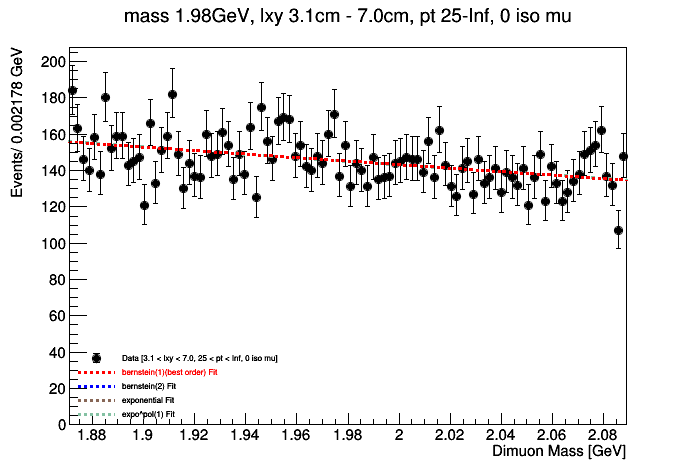 mass 1.98GeV, lxy 3.1cm - 7.0cm, pt 25-Inf, 0 iso mu
Events/ 0.002178 GeV
200
180
160
140
120
100
80
60
40
20
0
Data [3.1 < lxy < 7.0, 25 < pt < Inf, 0 iso mu]
bernstein(1)(best order) Fit
bernstein(2) Fit
exponential Fit
expo*pol(1) Fit
1.88 1.9 1.92 1.94 1.96 1.98 2 2.02 2.04 2.06 2.08
Dimuon Mass [GeV]